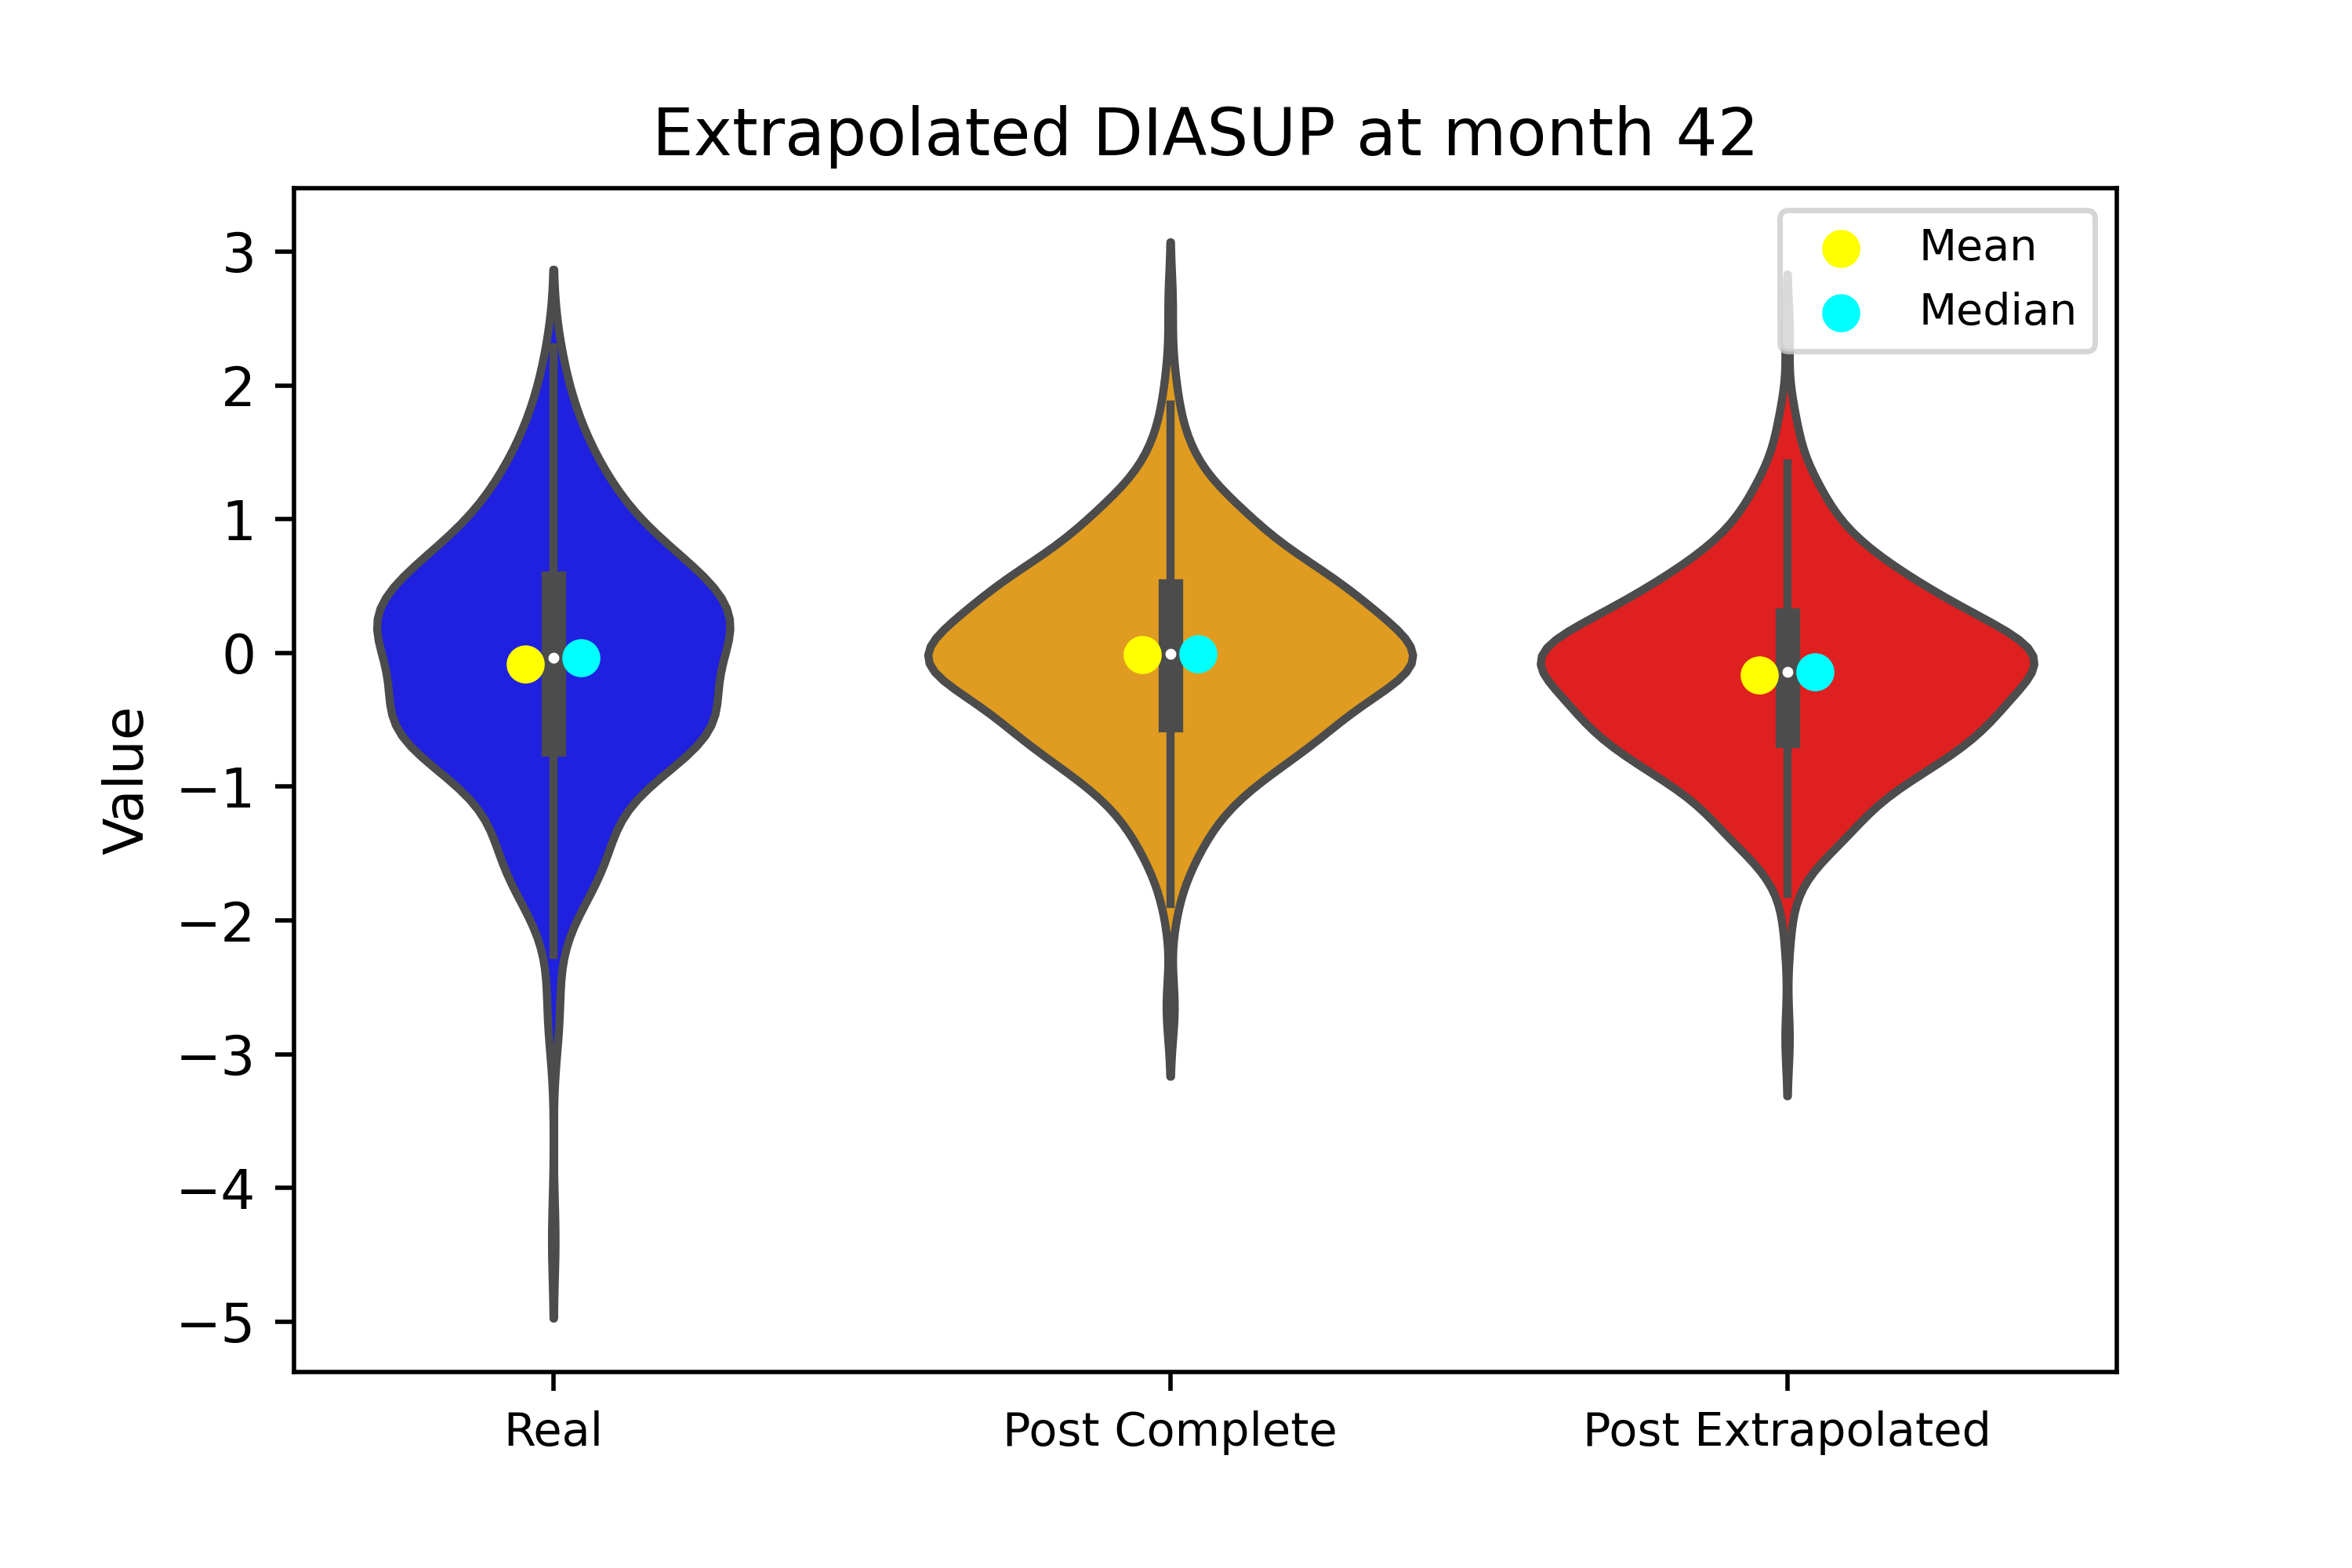 Extrapolated DIASUP at month 42
Mean
Median
3
2
1
0
−1
−2
−3
−4
−5
Value
Real
Post Complete
Post Extrapolated